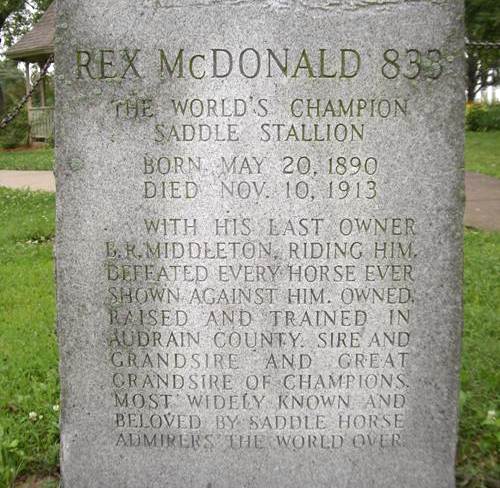 REX McDONALD 833
THE WORLD'S CHAMPION
SADDLE STALLION
BORN MAY 20, 1890
DIED NOV. 10, 1913
WITH HIS LAST OWNER
B.R. MIDDLETON, RIDING HIM.
DEFEATED EVERY HORSE EVER
SHOWN AGAINST HIM. OWNED,
RAISED AND TRAINED IN
AUDRAIN COUNTY. SIRE AND
GRANDSIRE AND GREAT
GRANDSIRE OF CHAMPIONS.
MOST WIDELY KNOWN AND
BELOVED BY SADDLE HORSE
ADMIRERS THE WORLD OVER